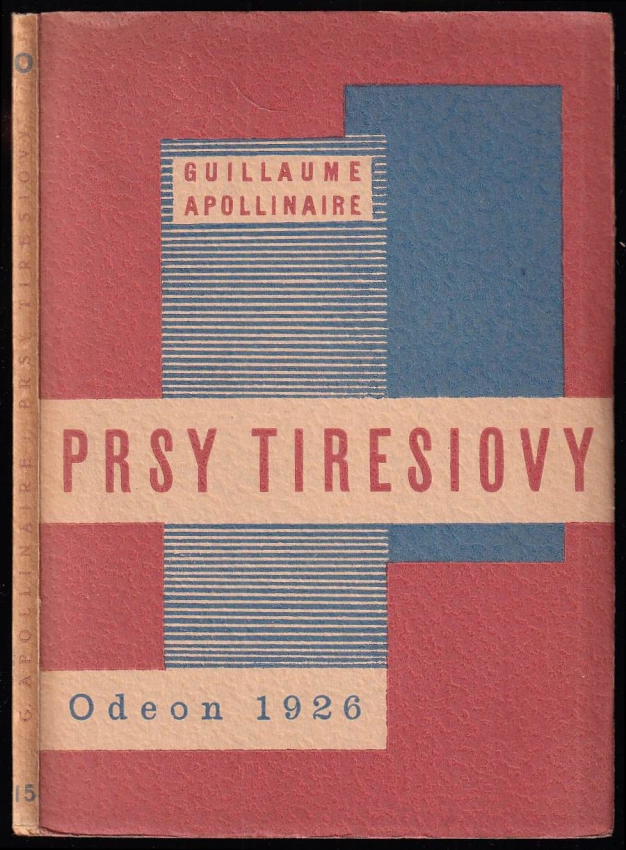 GUILLAUME
APOLLINAIRE
PRSY TIRESIOVY
Odeon 1926
O
G. APOLLINAIRE: PRSY TIRESIOVY
15